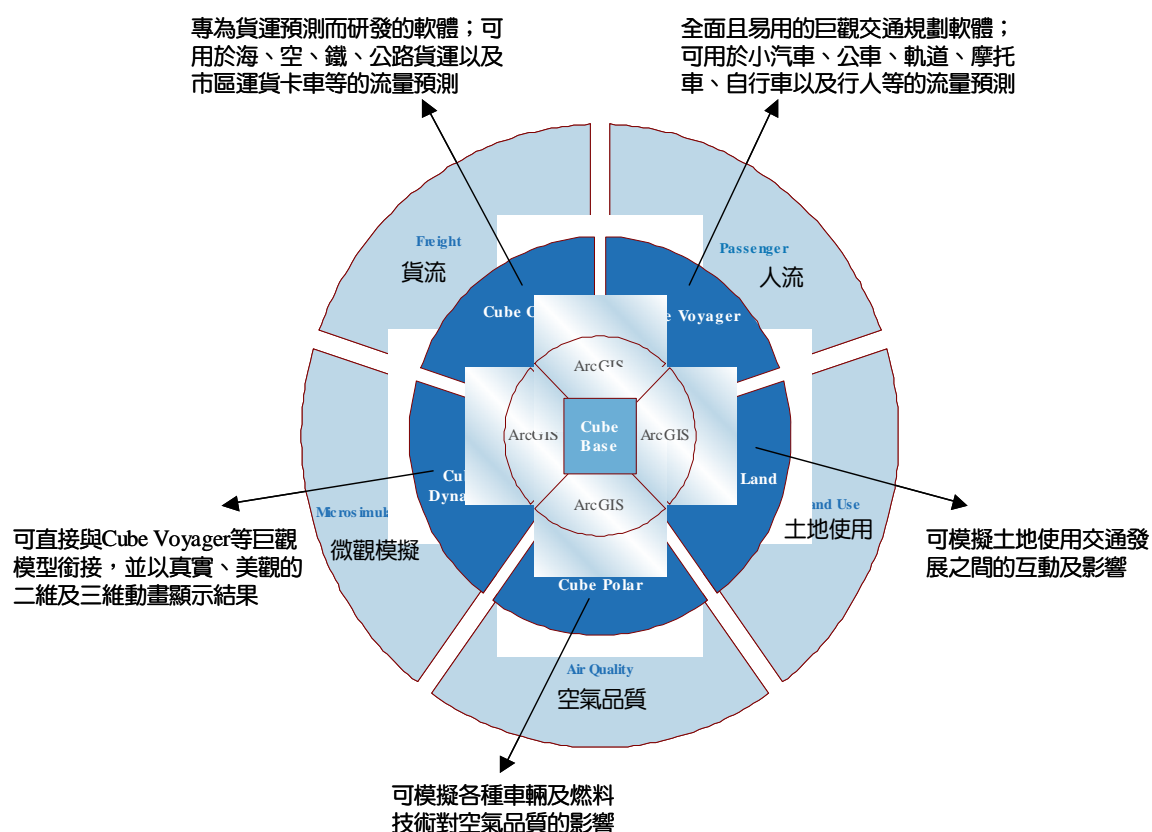 專為貨運預測而研發的軟體；可
用於海、空、鐵、公路貨運以及
市區運貨卡車等的流量預測
全面且易用的巨觀交通規劃軟體；
可用於小汽車、公車、軌道、摩托
車、自行車以及行人等的流量預測
Freight
貨流
Passenger
人流
Cube
Voyager
ArcGIS
ArcGIS
Cube
Base
ArcGIS
ArcGIS
Land
Land Use
土地使用
微觀模擬
可直接與Cube Voyager等巨觀
模型銜接，並以真實、美觀的
二維及三維動畫顯示結果
可模擬土地使用交通發
展之間的互動及影響
Cube Polar
Air Quality
空氣品質
可模擬各種車輛及燃料
技術對空氣品質的影響